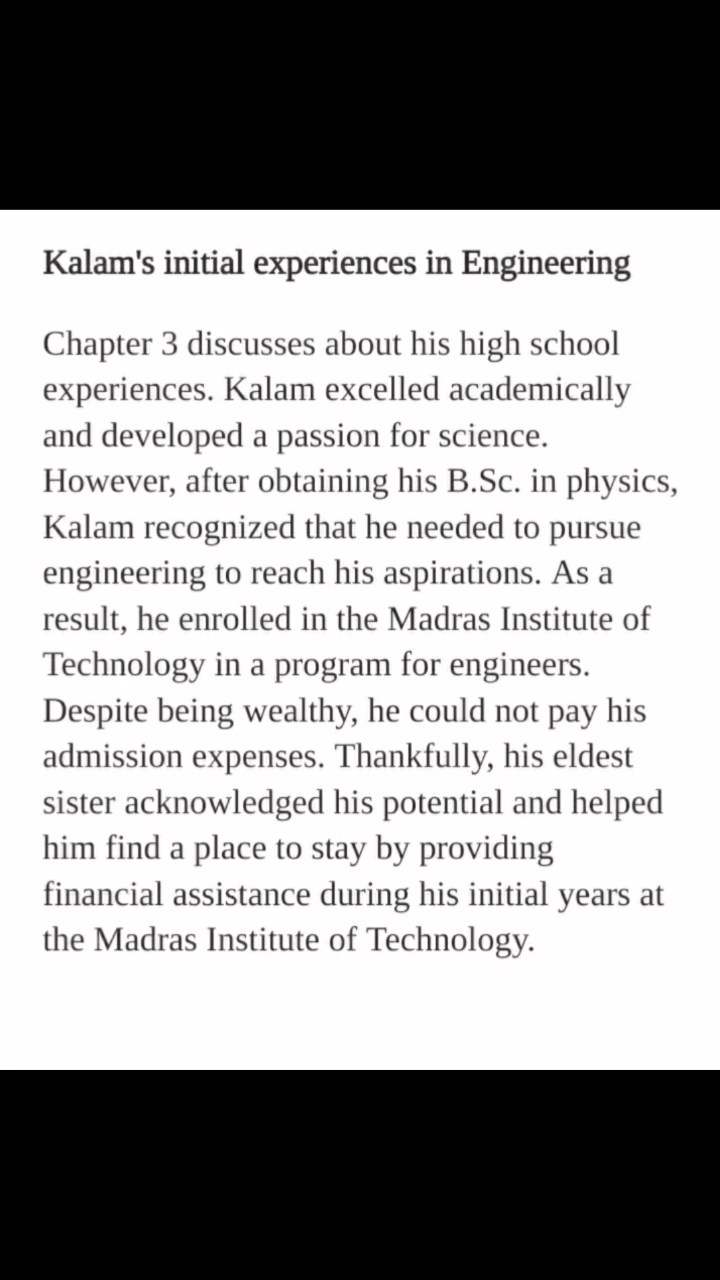 Kalam's initial experiences in Engineering
Chapter 3 discusses about his high school
experiences. Kalam excelled academically
and developed a passion for science.
However, after obtaining his B.Sc. in physics,
Kalam recognized that he needed to pursue
engineering to reach his aspirations. As a
result, he enrolled in the Madras Institute of
Technology in a program for engineers.
Despite being wealthy, he could not pay his
admission expenses. Thankfully, his eldest
sister acknowledged his potential and helped
him find a place to stay by providing
financial assistance during his initial years at
the Madras Institute of Technology.